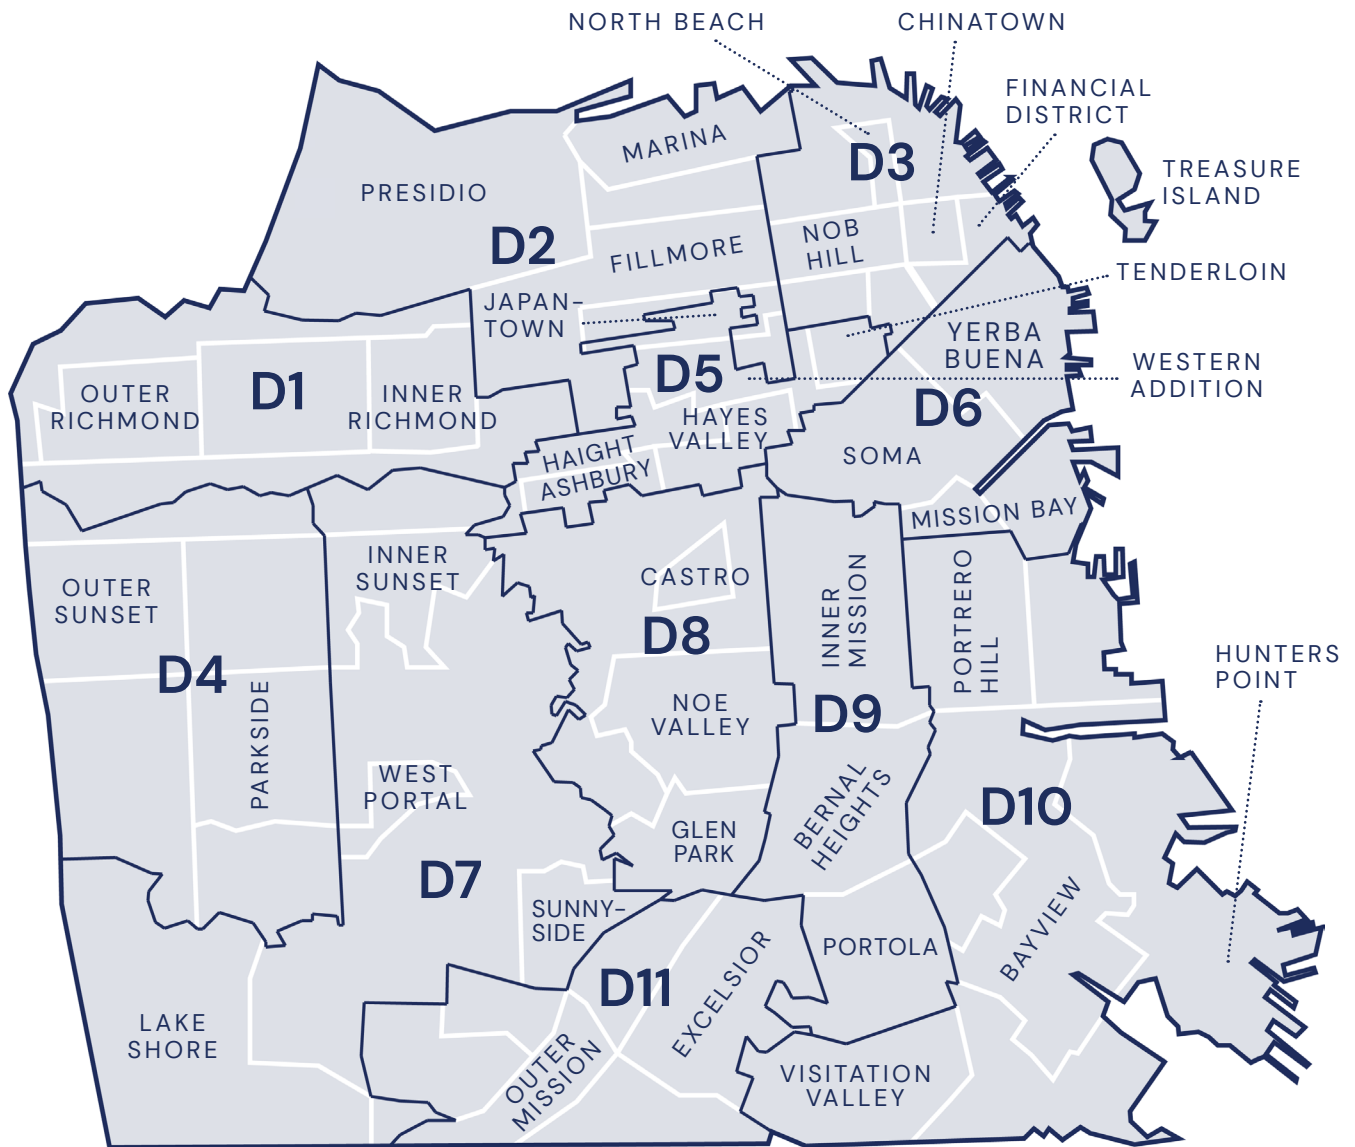 NORTH BEACH
CHINATOWN
FINANCIAL
DISTRICT
MARINA
D3
TREASURE
ISLAND
PRESIDIO
D2
FILLMORE
NOB
HILL
TENDERLOIN
JAPAN-
TOWN
YERBA
BUENA
WESTERN
ADDITION
OUTER
RICHMOND
D1
INNER
RICHMOND
D5
D6
HAYES
VALLEY
HAIGHT
ASHBURY
SOMA
MISSION BAY
OUTER
SUNSET
INNER
SUNSET
CASTRO
INNER
MISSION
PORTRERO
HILL
D8
HUNTERS
POINT
D4
PARKSIDE
NOE
VALLEY
D9
WEST
PORTAL
BERNAL
HEIGHTS
D10
GLEN
PARK
D7
SUNNY-
SIDE
PORTOLA
BAYVIEW
D11
EXCELSIOR
LAKE
SHORE
OUTER
MISSION
VISITATION
VALLEY